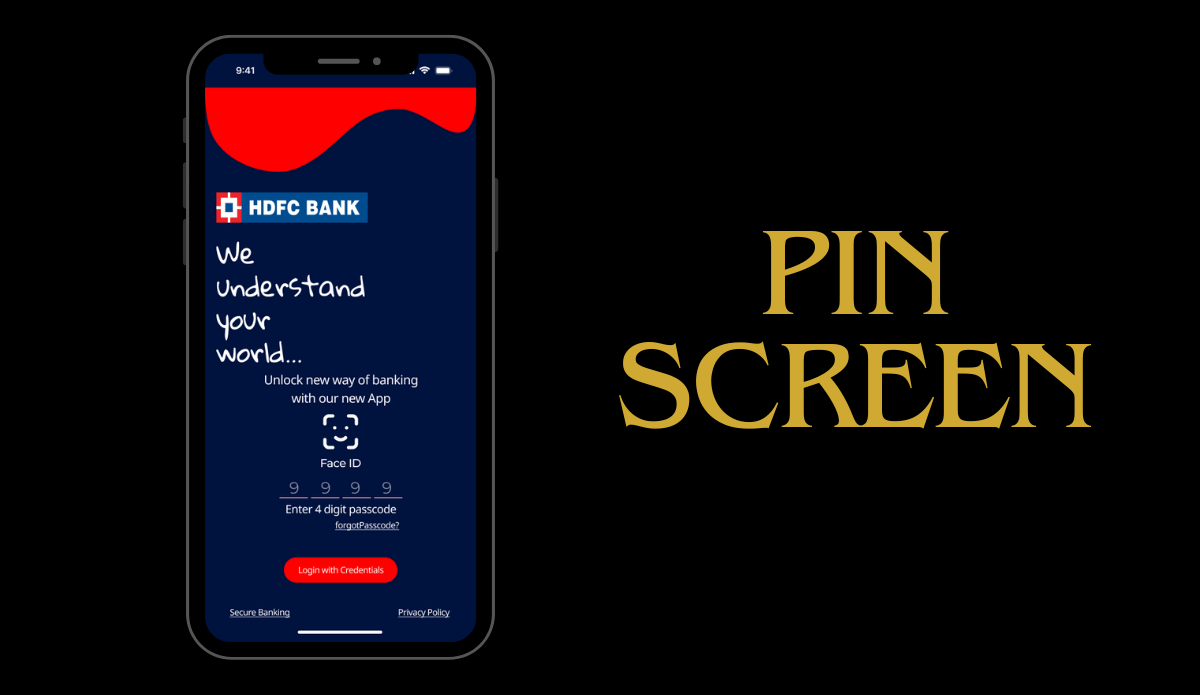 9:41
HDFC BANK
We
understand
your
world...
Unlock new way of banking
with our new App
Face ID
9 9 9 9
Enter 4 digit passcode
forgotPasscode?
Login with Credentials
Secure Banking Privacy Policy
PIN
SCREEN